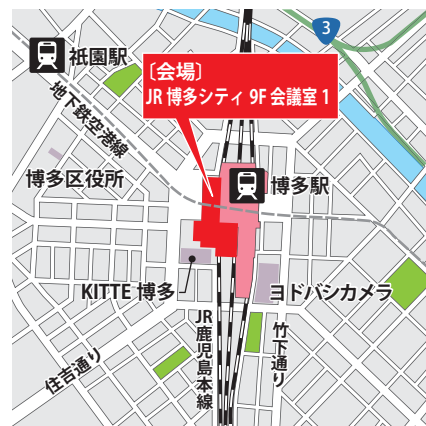 3
祇園駅
〔会場〕
JR 博多シティ 9F 会議室 1
地下鉄空港線
博多区役所
博多駅
KITTE 博多
ヨドバシカメラ
JR鹿児島本線
竹下通り
住吉通り